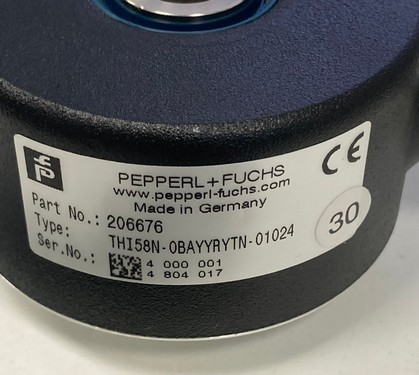 PEPPERL+FUCHS
www.pepperl-fuchs.com
Made in Germany
CE
Part No.: 206676
Type: THI58N-0BAYYRYTN-01024
Ser.No.: 4 000 001
4 804 017
30